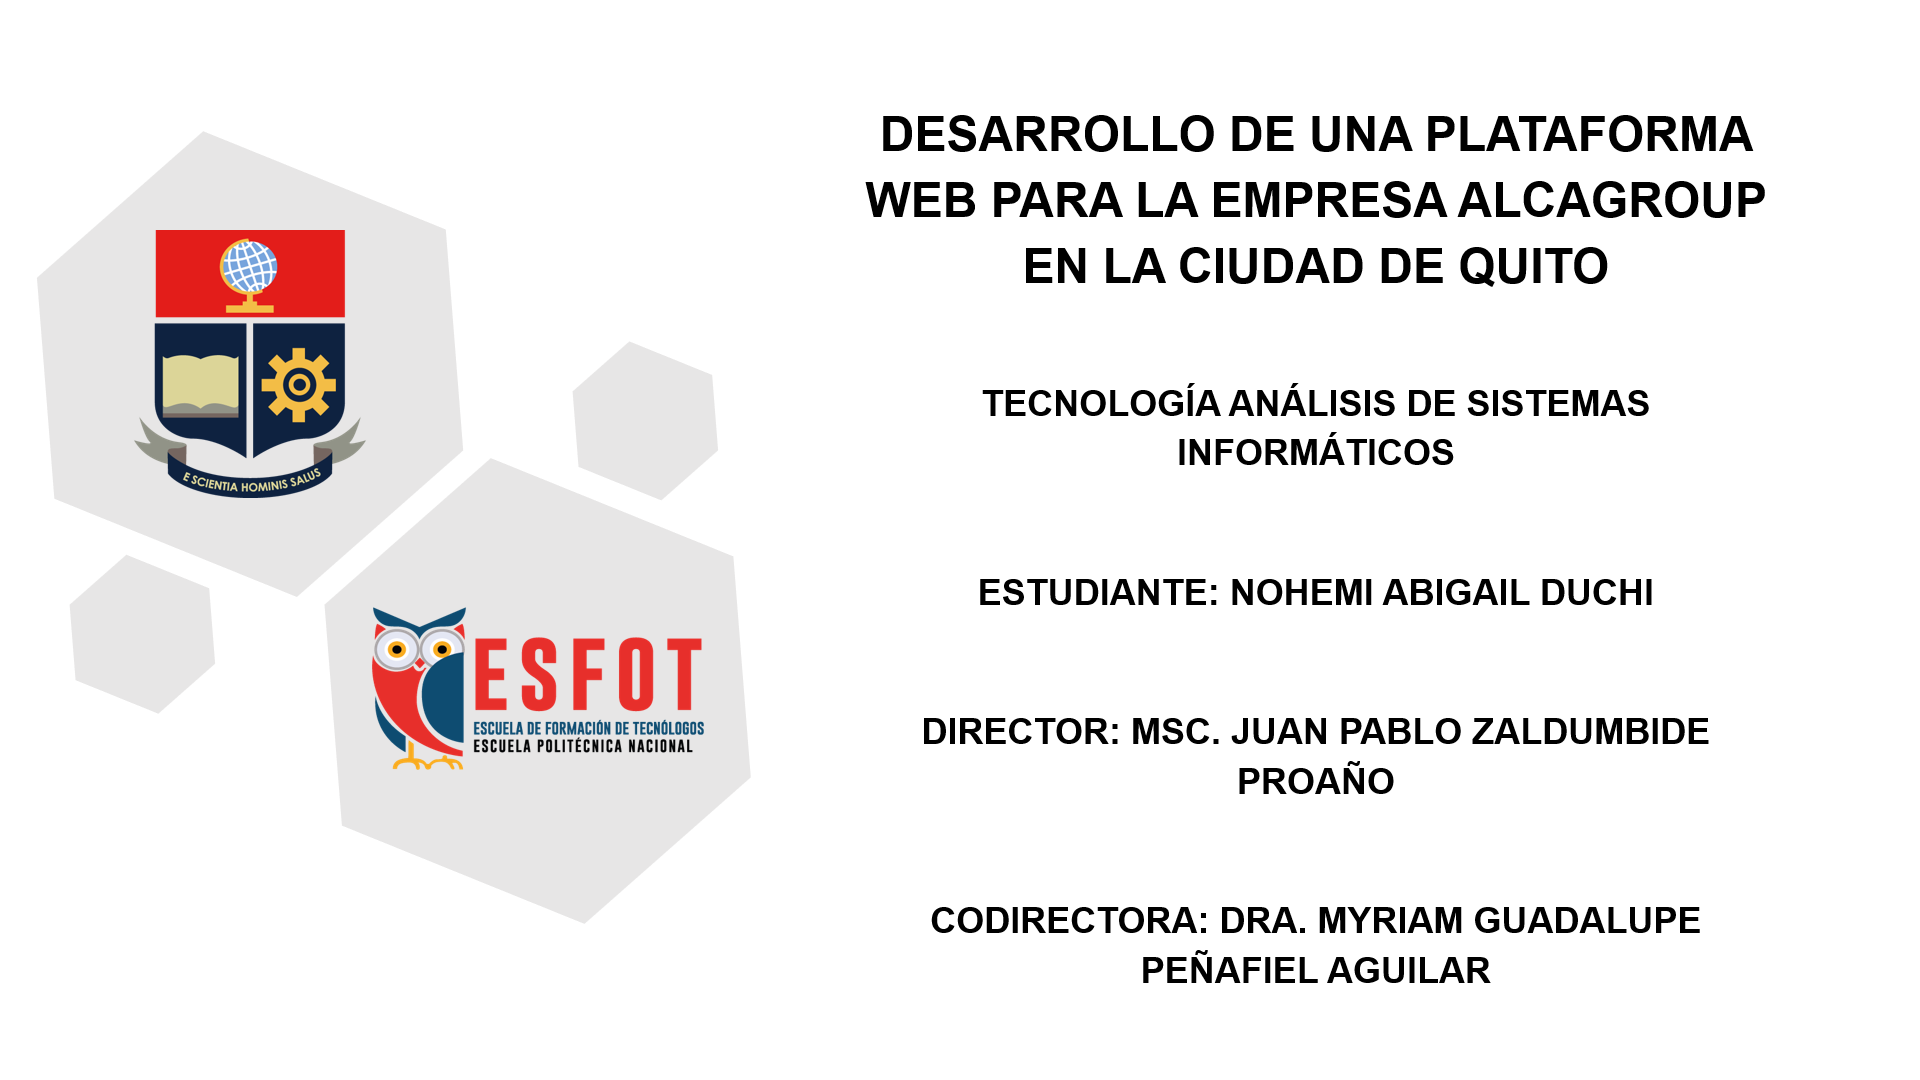 DESARROLLO DE UNA PLATAFORMA
WEB PARA LA EMPRESA ALCAGROUP
EN LA CIUDAD DE QUITO
TECNOLOGÍA ANÁLISIS DE SISTEMAS
INFORMÁTICOS
ESTUDIANTE: NOHEMI ABIGAIL DUCHI
DIRECTOR: MSC. JUAN PABLO ZALDUMBIDE
PROAÑO
CODIRECTORA: DRA. MYRIAM GUADALUPE
PEÑAFIEL AGUILAR
E SCIENTIA HOMINIS SALUS
ESFOT
ESCUELA DE FORMACIÓN DE TECNÓLOGOS
ESCUELA POLITÉCNICA NACIONAL